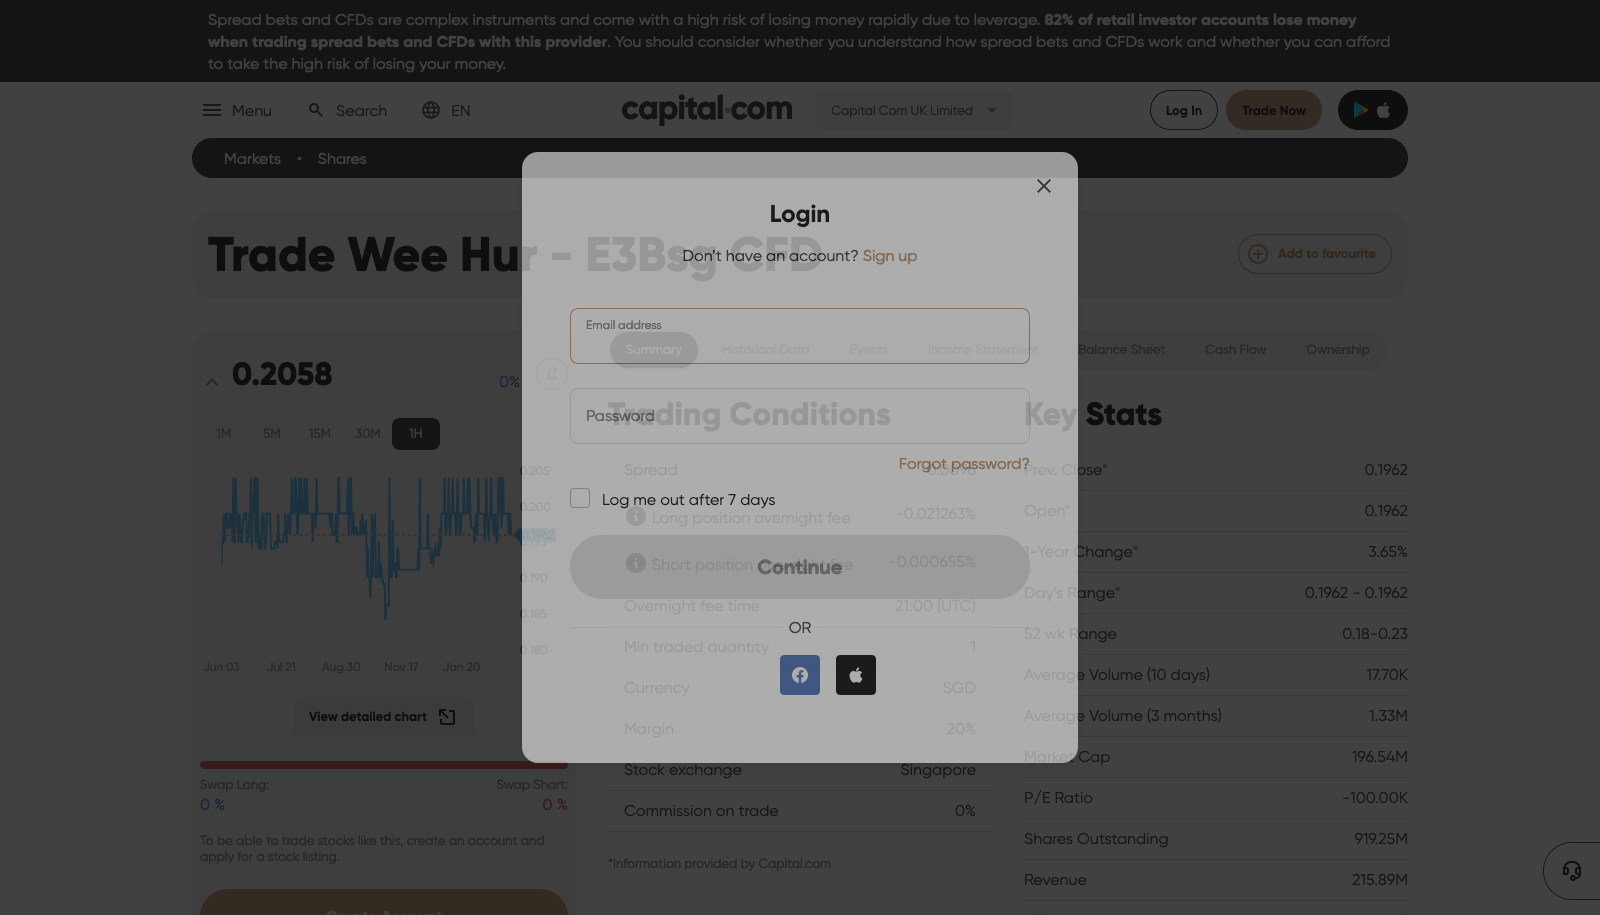 Spread bets and CFDs are complex instruments and come with a high risk of losing money rapidly due to leverage. 82% of retail investor accounts lose money
when trading spread bets and CFDs with this provider. You should consider whether you understand how spread bets and CFDs work and whether you can afford
to take the high risk of losing your money.
Menu
Search
EN
capital.com
Capital Com UK Limited
Log In
Trade Now
Markets • Shares
Login
Don't have an account? Sign up
Email address
Password
Forgot password?
Log me out after 7 days
Continue
OR
Trade Wee Hur - E3Bsg CFD
Add to favourite
0.2058
0%
1M 5M 15M 30M 1H
0.205
0.200
0.1962
0.195
0.190
0.185
0.180
Jun 03 Jul 21 Aug 30 Nov 17 Jan 20
View detailed chart
Swap Long: Swap Short:
0 % 0 %
To be able to trade stocks like this, create an account and
apply for a stock listing.
Create Account
Summary Historical Data Events Income Statement Balance Sheet Cash Flow Ownership
Trading Conditions
Spread
Long position overnight fee -0.021263%
Short position overnight fee -0.000655%
Overnight fee time 21:00 (UTC)
Min traded quantity 1
Currency SGD
Margin 20%
Stock exchange Singapore
Commission on trade 0%
*Information provided by Capital.com
Key Stats
Prev. Close* 0.1962
Open* 0.1962
1-Year Change* 3.65%
Day's Range* 0.1962 - 0.1962
52 wk Range 0.18-0.23
Average Volume (10 days) 17.70K
Average Volume (3 months) 1.33M
Market Cap 196.54M
P/E Ratio -100.00K
Shares Outstanding 919.25M
Revenue 215.89M